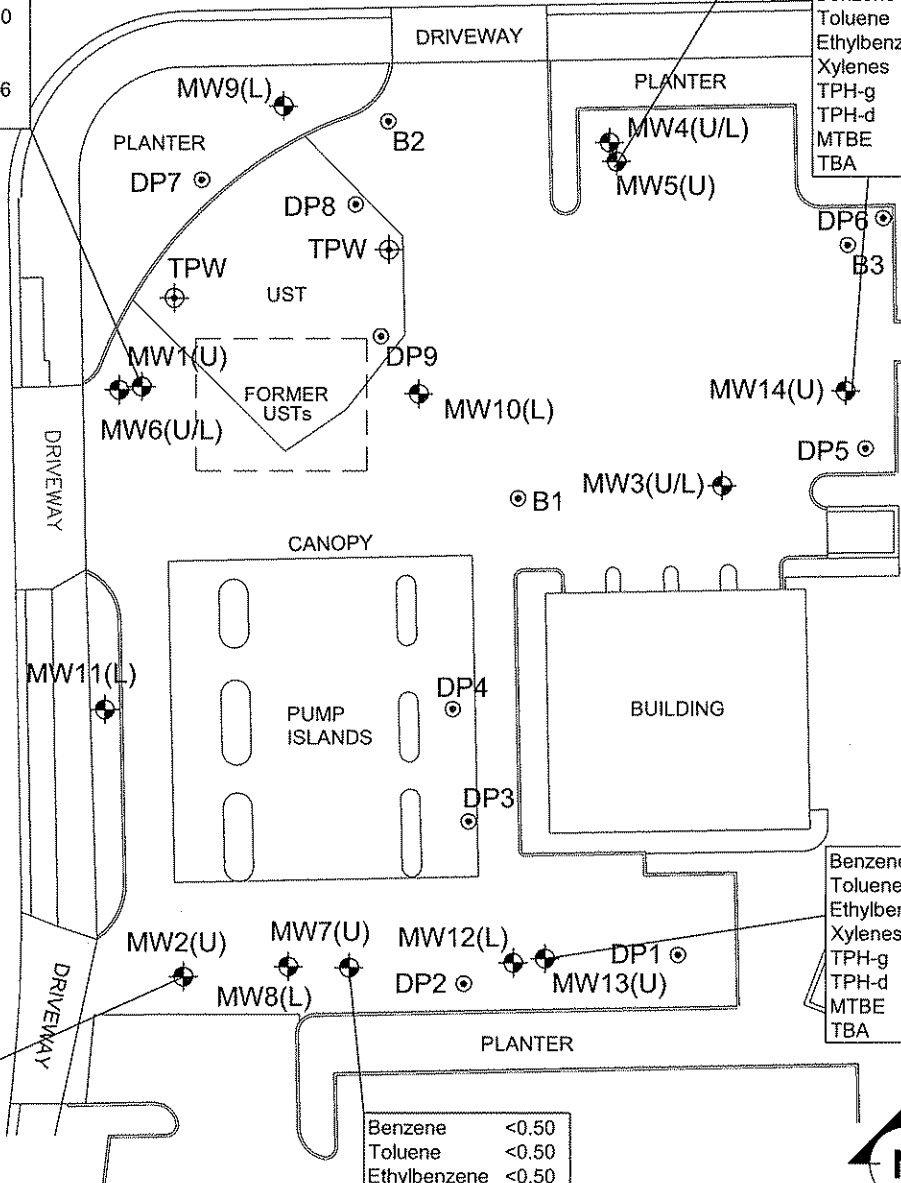 0
6
DRIVEWAY
Toluene
Ethylbenz
Xylenes
TPH-g
TPH-d
MTBE
TBA
PLANTER
MW9(L)
B2
MW4(U/L)
MW5(U)
PLANTER
DP7
DP8
TPW
TPW
UST
DP6
B3
MW1(U)
MW6(U/L)
FORMER
USTs
DP9
MW10(L)
MW14(U)
DP5
MW3(U/L)
B1
DRIVEWAY
CANOPY
MW11(L)
PUMP
ISLANDS
DP4
DP3
BUILDING
Benzene
Toluene
Ethylben
Xylenes
TPH-g
TPH-d
MTBE
TBA
MW2(U)
MW7(U)
MW8(L)
MW12(L)
MW13(U)
DP1
DP2
DRIVEWAY
PLANTER
Benzene <0.50
Toluene <0.50
Ethylbenzene <0.50